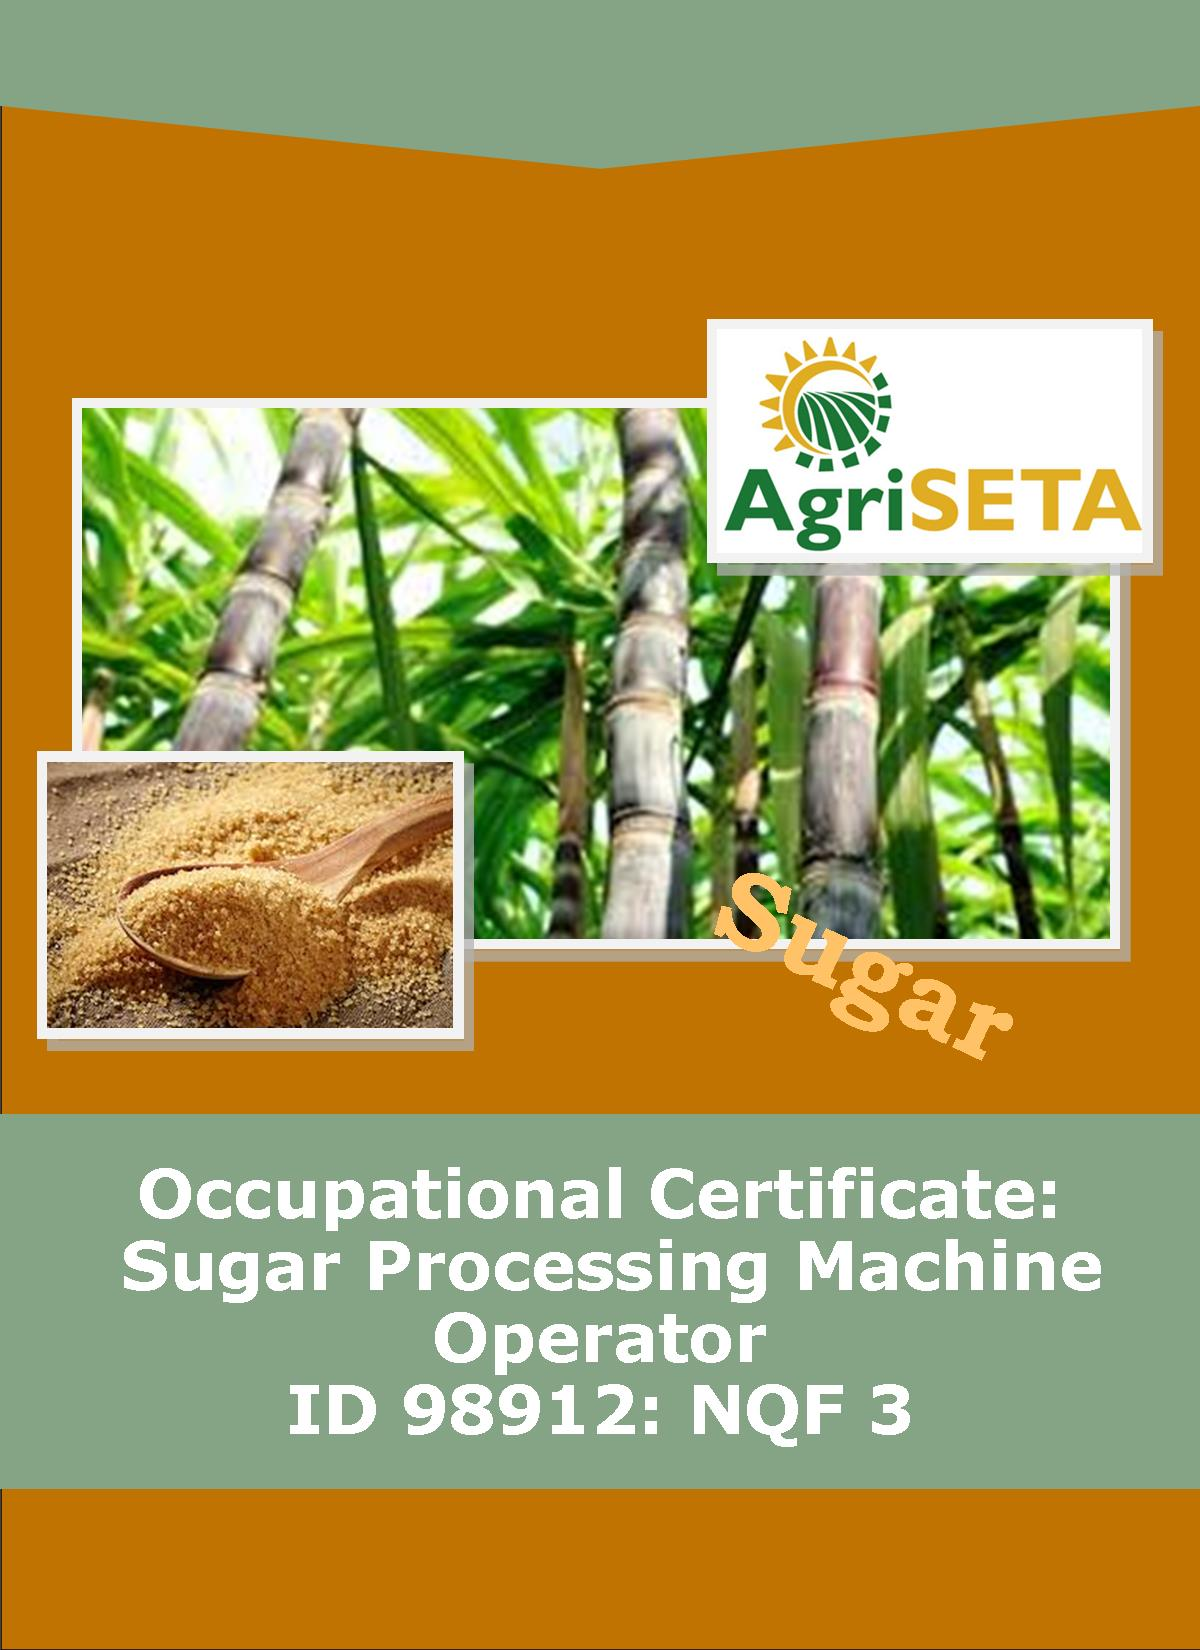 AgriSETA
Sugar
Occupational Certificate:
Sugar Processing Machine
Operator
ID 98912: NQF 3